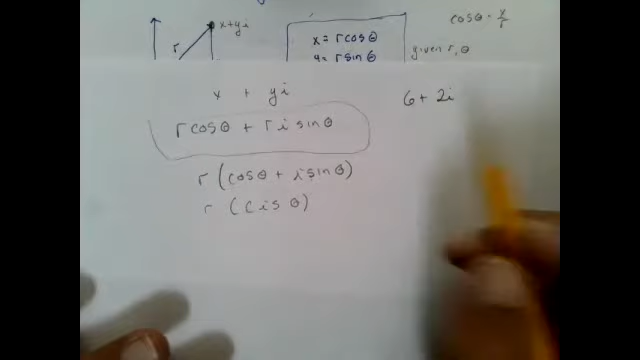 x+yi
r
x = r cos θ
y = r sin θ
cos θ = x/r
given r, θ
x + yi
r cos θ + r i sin θ
r (cos θ + i sin θ)
r (cis θ)
6 + 2i